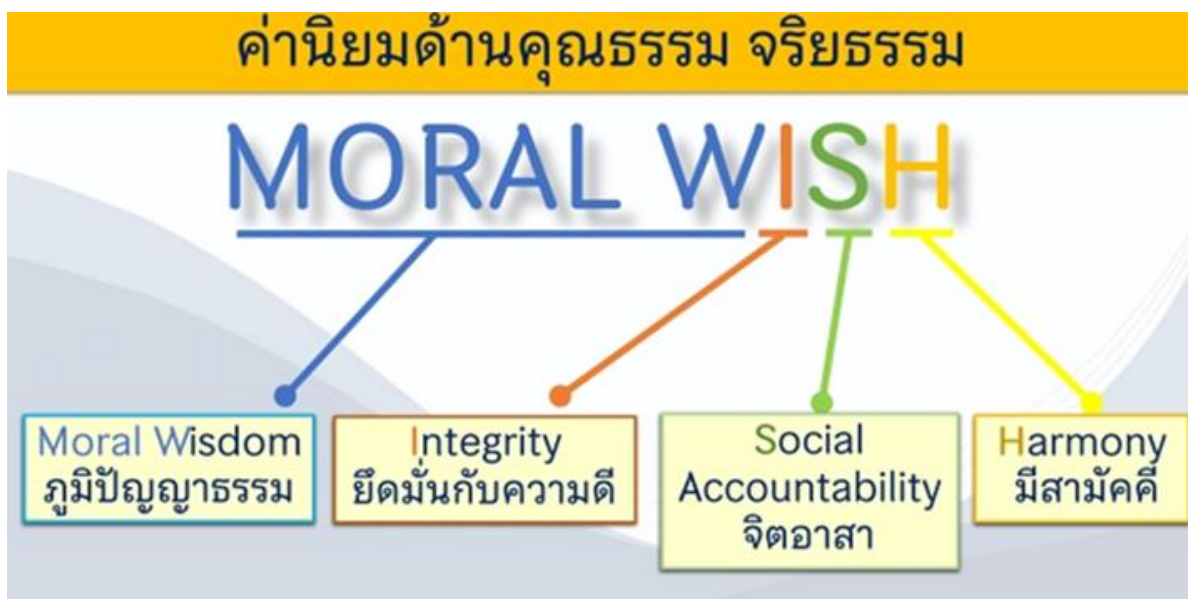 ค่านิยมด้านคุณธรรม จริยธรรม
MORAL WISH
Moral Wisdom
ภูมิปัญญาธรรม
Integrity
ยึดมั่นกับความดี
Social
Accountability
จิตอาสา
Harmony
มีสามัคคี